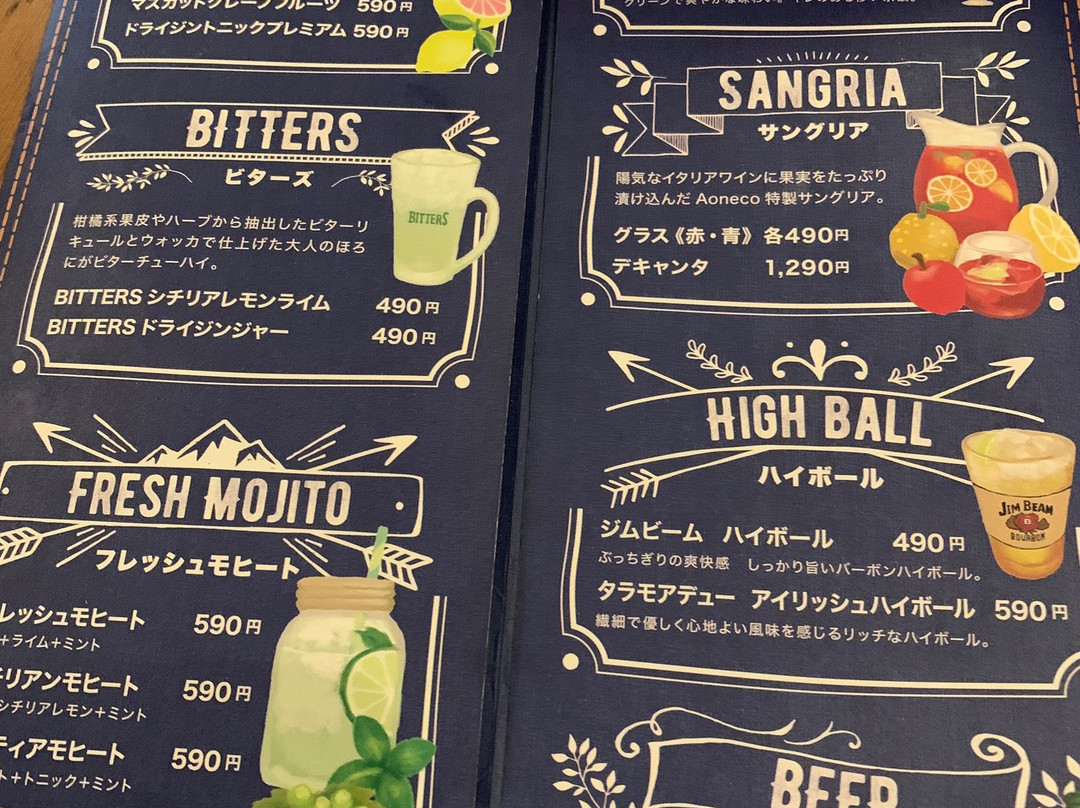 マスカットグレープフルーツ 590円
ドライジントニックプレミアム 590円
BITTERS
ビターズ
柑橘系果皮やハーブから抽出したビターリ
キュールとウォッカで仕上げた大人のほろ
にがビターチューハイ。
BITTERS
BITTERSシチリアレモンライム 490円
BITTERSドライジンジャー 490円
FRESH MOJITO
フレッシュモヒート
レッシュモヒート 590円
+ライム+ミント
リアンモヒート 590円
シチリアレモン+ミント
ティアモヒート 590円
ト+トニック+ミント
SANGRIA
サングリア
陽気なイタリアワインに果実をたっぷり
漬け込んだ Aoneco 特製サングリア。
グラス《赤・青》 各490円
デキャンタ 1,290円
HIGH BALL
ハイボール
JIM BEAM
BOURBON
ジムビーム ハイボール 490円
ぶっちぎりの爽快感 しっかり旨いバーボンハイボール。
タラモアデュー アイリッシュハイボール 590円
繊細で優しく心地よい風味を感じるリッチなハイボール。
BEER